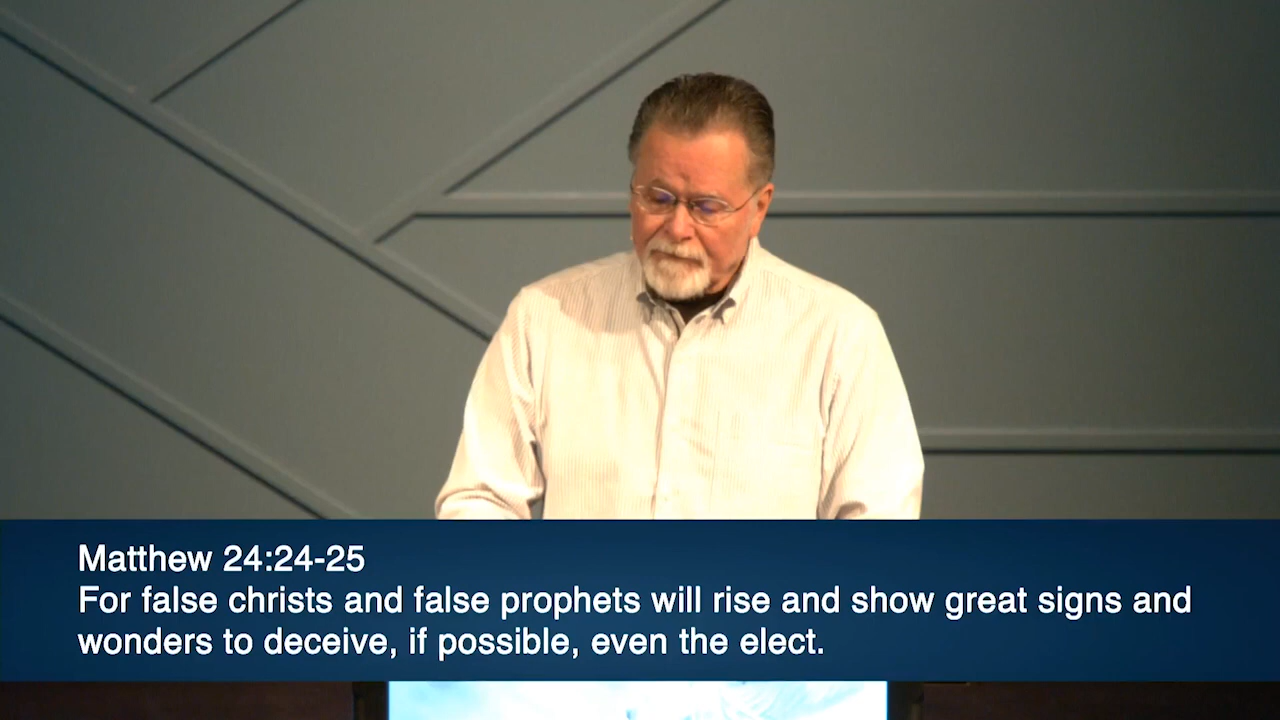 Matthew 24:24-25
For false christs and false prophets will rise and show great signs and
wonders to deceive, if possible, even the elect.